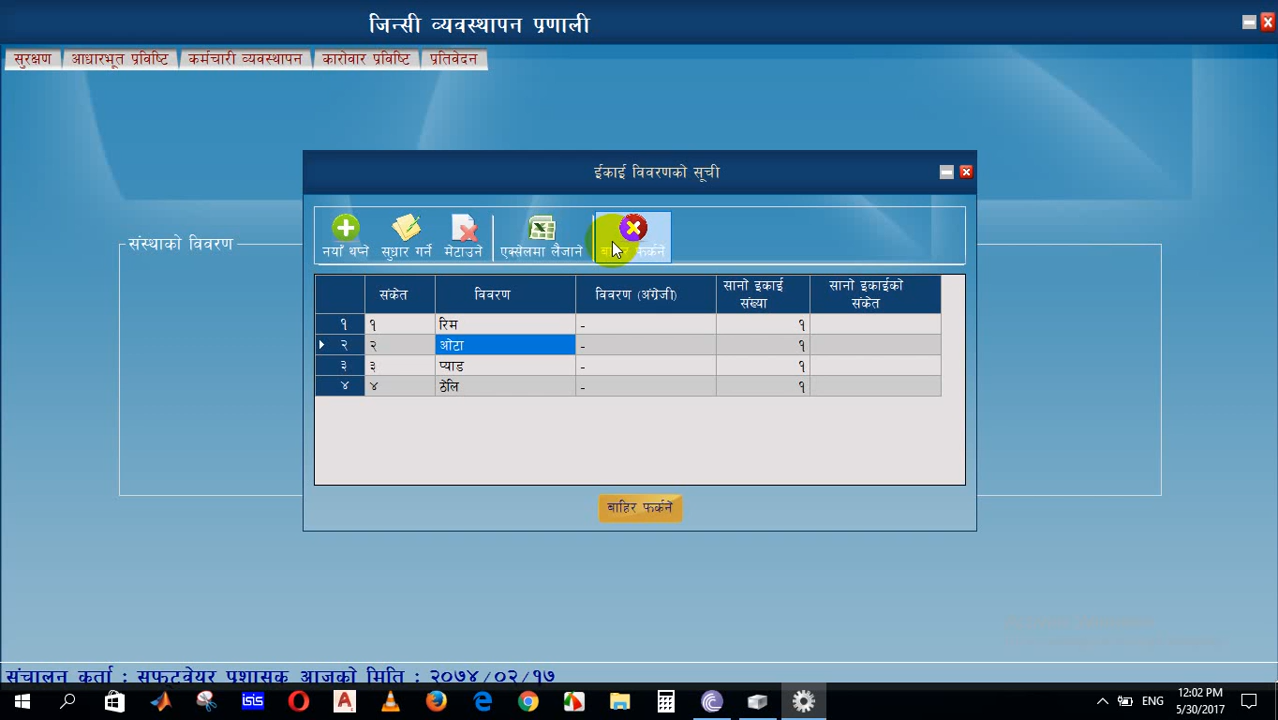 जिन्सी व्यवस्थापन प्रणाली
सुरक्षण आधारभूत प्रविष्टि कर्मचारी व्यवस्थापन कारोवार प्रविष्टि प्रतिवेदन
ईकाई विवरणको सूची
नयाँ थप्ने सुधार गर्ने मेटाउने एक्सेलमा लैजाने बाहिर फर्कने
संस्थाको विवरण
संकेत विवरण विवरण (अंग्रेजी) सानो इकाई संख्या सानो इकाईको संकेत
१ १ रिम - १
२ २ ओटा - १
३ ३ प्याड - १
४ ४ ठेलि - १
बाहिर फर्कने
संचालन कर्ता : सफ्टवेयर प्रशासक आजको मिति : २०७४/०२/१७
isis
ENG
12:02 PM
5/30/2017